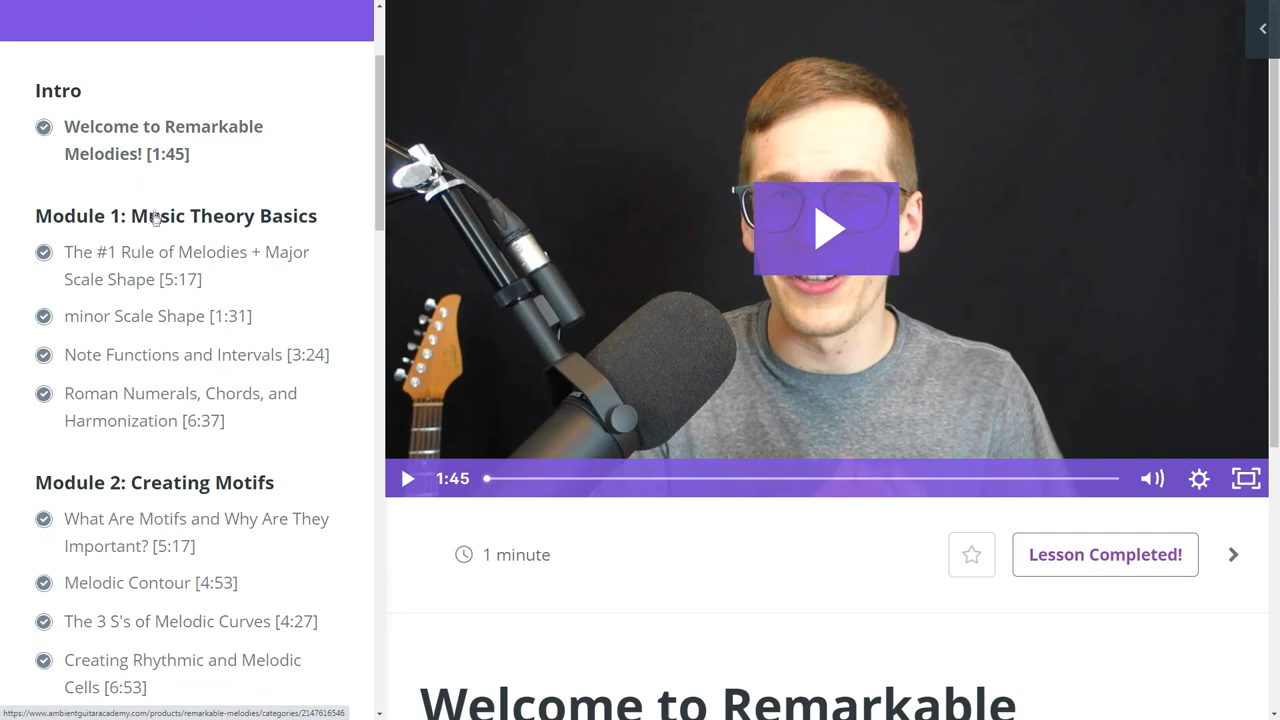 Intro
Welcome to Remarkable
Melodies! [1:45]
Module 1: Music Theory Basics
The #1 Rule of Melodies + Major
Scale Shape [5:17]
minor Scale Shape [1:31]
Note Functions and Intervals [3:24]
Roman Numerals, Chords, and
Harmonization [6:37]
Module 2: Creating Motifs
What Are Motifs and Why Are They
Important? [5:17]
Melodic Contour [4:53]
The 3 S's of Melodic Curves [4:27]
Creating Rhythmic and Melodic
Cells [6:53]
https://www.ambientguitaracademy.com/products/remarkable-melodies/categories/2147616546
1:45
1 minute
Lesson Completed!
Welcome to Remarkable